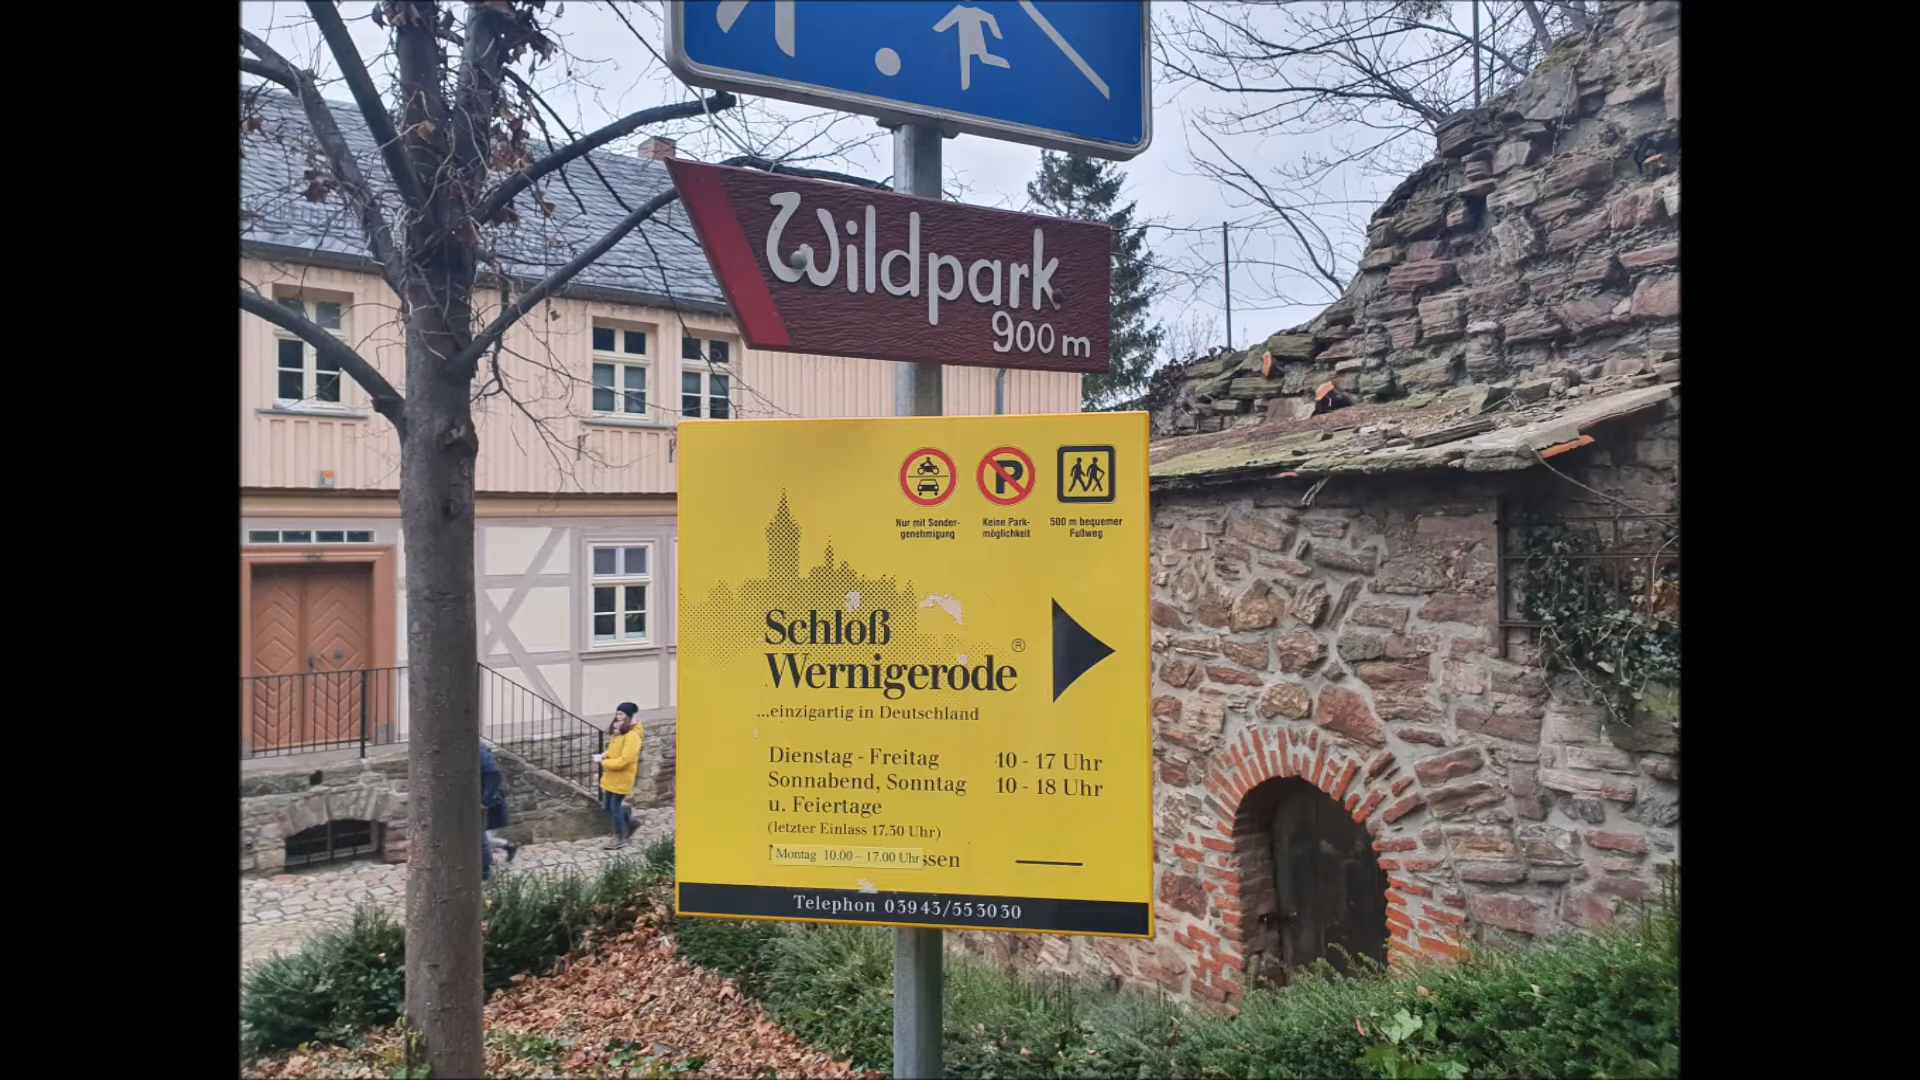 Wildpark
900 m
P
Nur mit Sonder-
genehmigung
Keine Park-
möglichkeit
500 m bequemer
Fußweg
Schloß
Wernigerode ®
...einzigartig in Deutschland
Dienstag - Freitag 10 - 17 Uhr
Sonnabend, Sonntag 10 - 18 Uhr
u. Feiertage
(letzter Einlass 17.30 Uhr)
Montag 10.00 – 17.00 Uhr ssen
Telephon 03943/553030